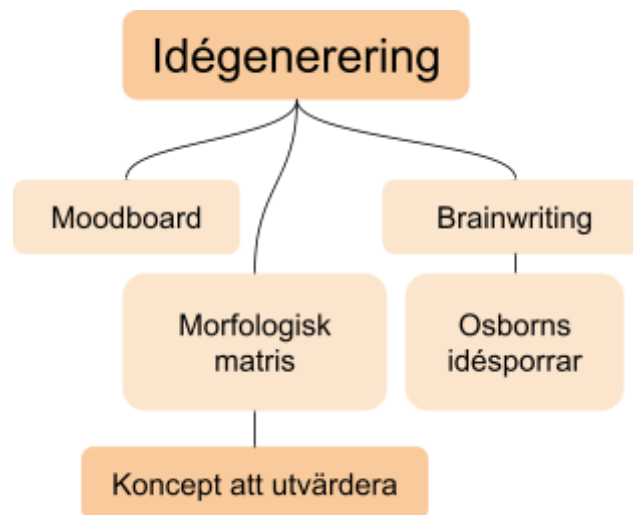 Idégenerering
Moodboard
Brainwriting
Morfologisk
matris
Osborns
idésporrar
Koncept att utvärdera